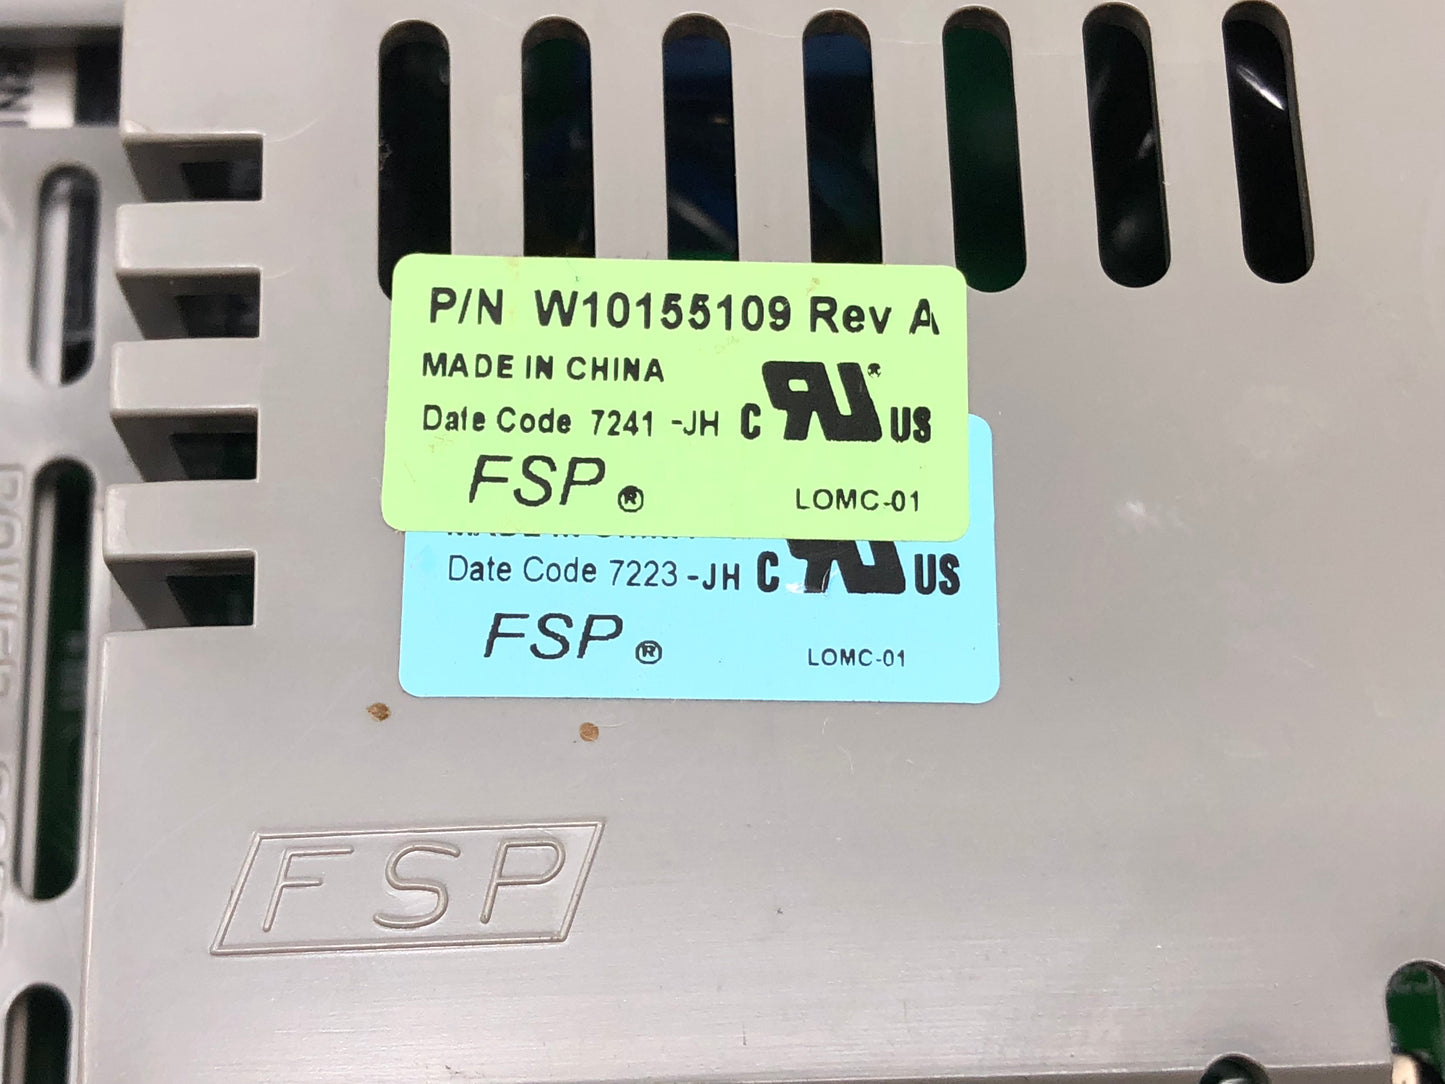 P/N W10155109 Rev A
MADE IN CHINA
Date Code 7241 -JH C RU® US
FSP® LOMC-01
Date Code 7223 -JH C US
FSP® LOMC-01
FSP